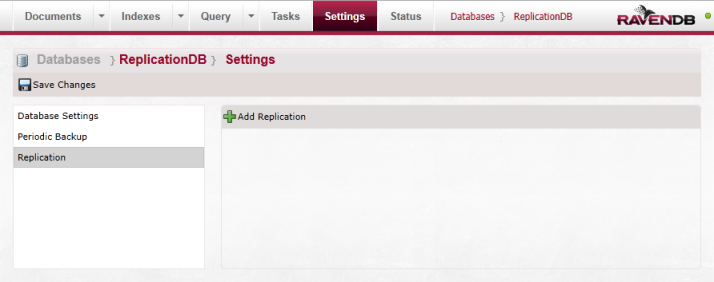 Documents Indexes Query Tasks Settings Status Databases } ReplicationDB RAVENDB
Databases } ReplicationDB } Settings
Save Changes
Database Settings
Periodic Backup
Replication
Add Replication